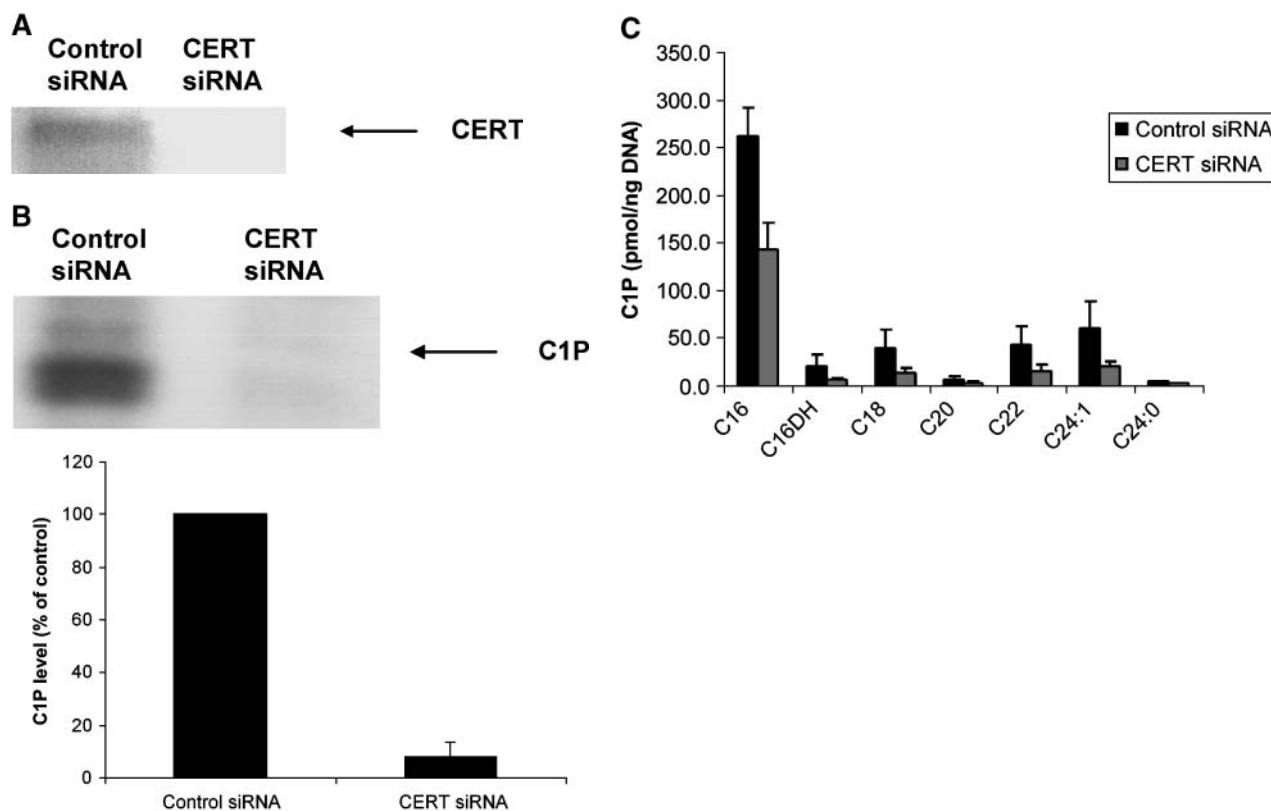 A
Control siRNA
CERT siRNA
CERT
B
Control siRNA
CERT siRNA
C1P
120
100
80
60
40
20
0
C1P level (% of control)
Control siRNA
CERT siRNA
C
350.0
300.0
250.0
200.0
150.0
100.0
50.0
0.0
C1P (pmol/ng DNA)
C16
C16DH
C18
C20
C22
C24:1
C24:0
Control siRNA
CERT siRNA